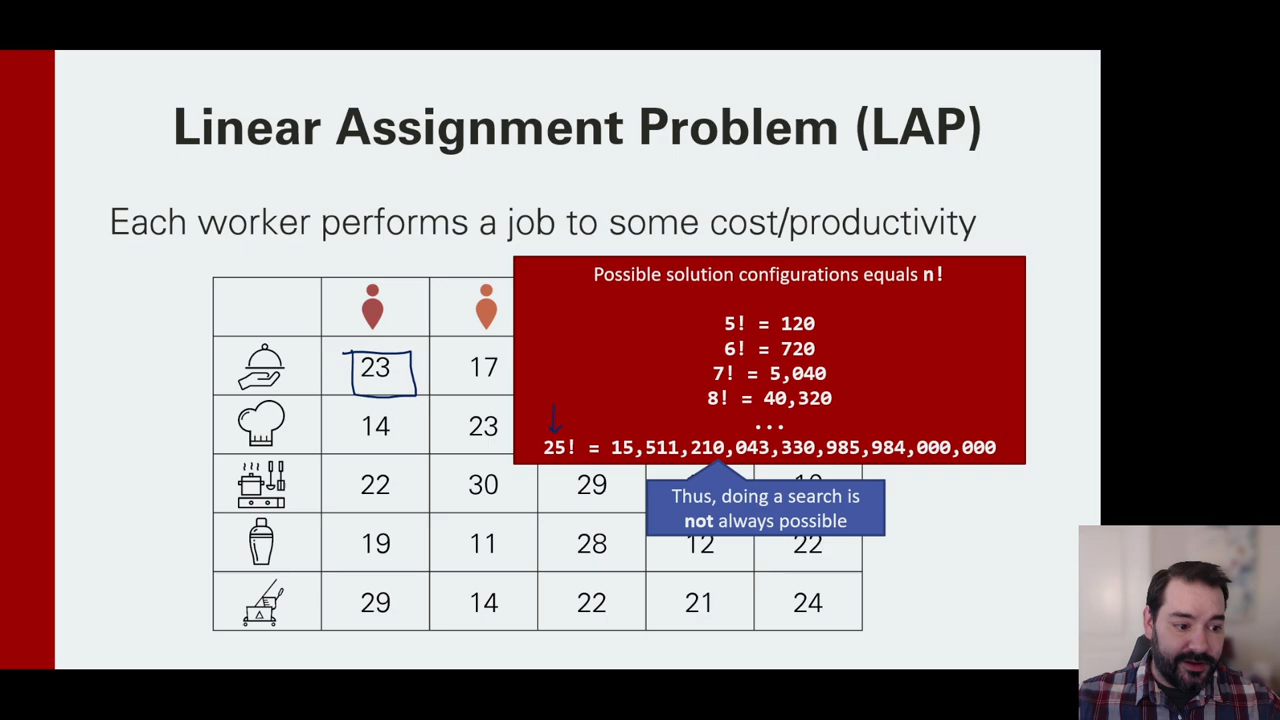 Linear Assignment Problem (LAP)
Each worker performs a job to some cost/productivity
Possible solution configurations equals n!
5! = 120
6! = 720
7! = 5,040
8! = 40,320
...
25! = 15,511,210,043,330,985,984,000,000
Thus, doing a search is
not always possible
23 17
14 23
22 30 29
19 11 28 12 22
29 14 22 21 24